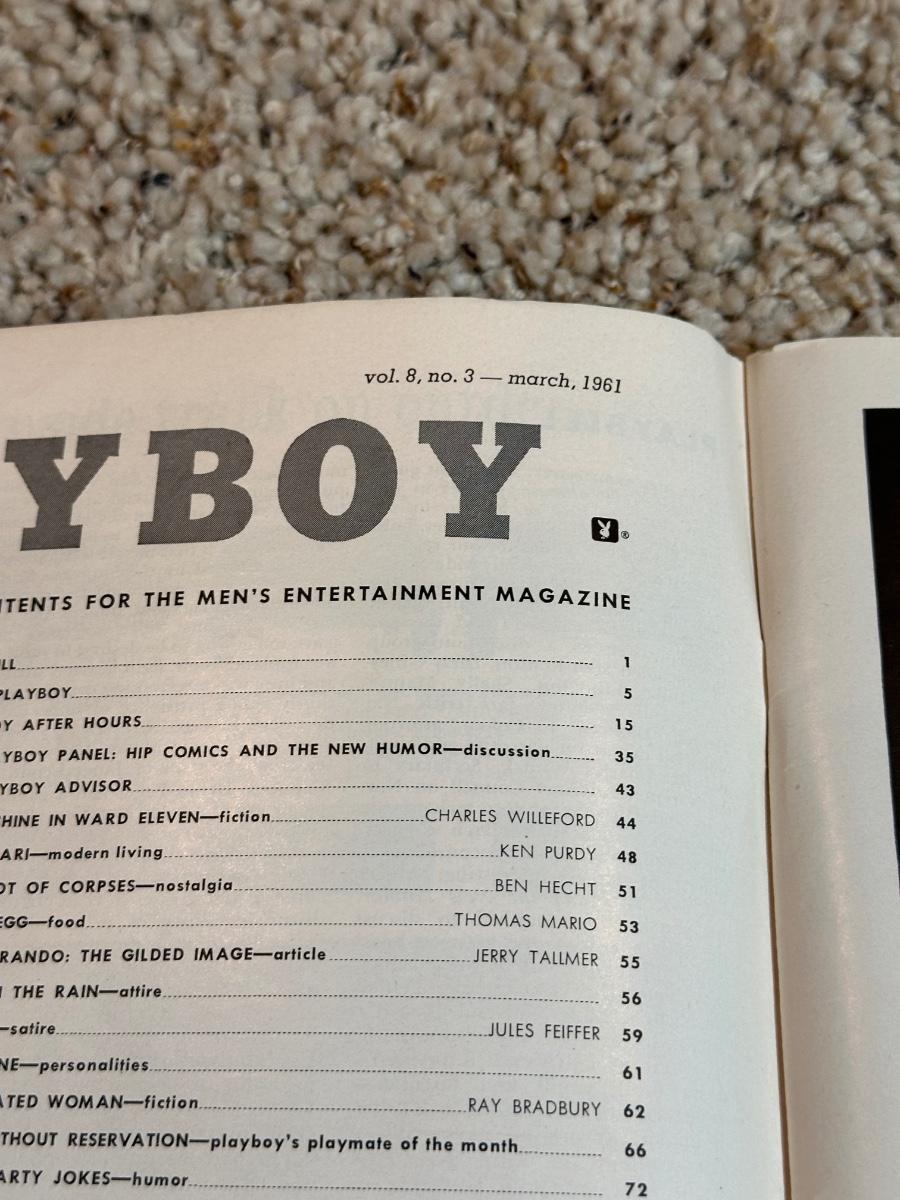 vol. 8, no. 3 — march, 1961
YBOY ®
TENTS FOR THE MEN'S ENTERTAINMENT MAGAZINE
LL 1
PLAYBOY 5
Y AFTER HOURS 15
YBOY PANEL: HIP COMICS AND THE NEW HUMOR—discussion 35
YBOY ADVISOR 43
HINE IN WARD ELEVEN—fiction CHARLES WILLEFORD 44
ARI—modern living KEN PURDY 48
OT OF CORPSES—nostalgia BEN HECHT 51
EGG—food THOMAS MARIO 53
RANDO: THE GILDED IMAGE—article JERRY TALLMER 55
THE RAIN—attire 56
—satire JULES FEIFFER 59
NE—personalities 61
ATED WOMAN—fiction RAY BRADBURY 62
THOUT RESERVATION—playboy's playmate of the month 66
ARTY JOKES—humor 72